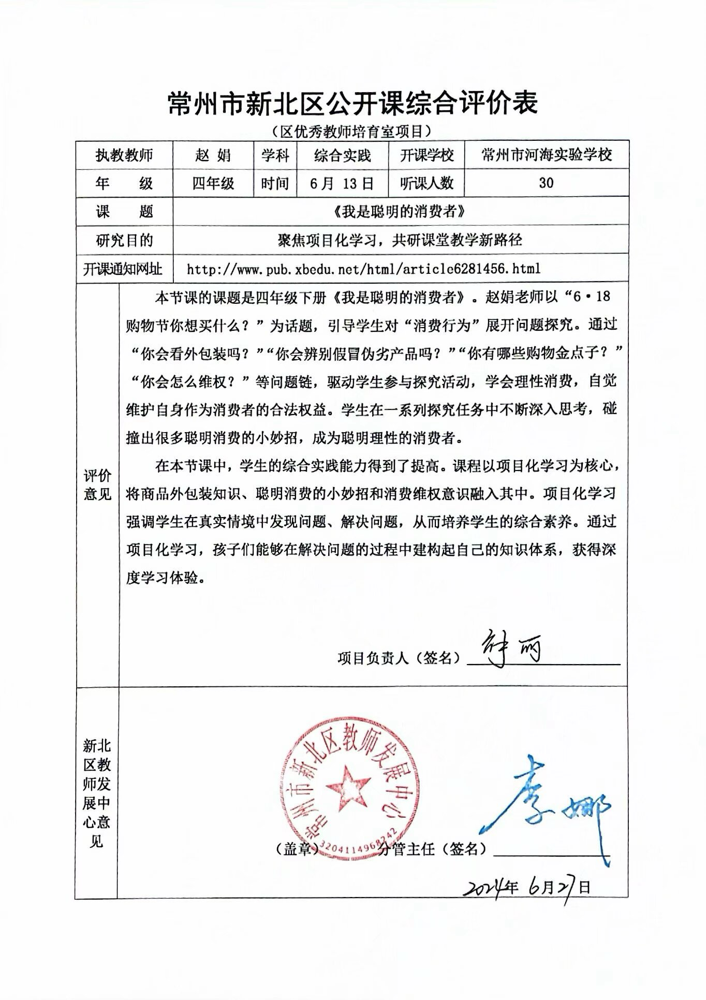 常州市新北区公开课综合评价表
（区优秀教师培育室项目）
执教教师 赵 娟 学科 综合实践 开课学校 常州市河海实验学校
年 级 四年级 时间 6月 13日 听课人数 30
课 题 《我是聪明的消费者》
研究目的 聚焦项目化学习，共研课堂教学新路径
开课通知网址 http://www.pub.xbedu.net/html/article6281456.html
评价
意见
本节课的课题是四年级下册《我是聪明的消费者》。赵娟老师以“6·18
购物节你想买什么？”为话题，引导学生对“消费行为”展开问题探究。通过
“你会看外包装吗？”“你会辨别假冒伪劣产品吗？”“你有哪些购物金点子？”
“你会怎么维权？”等问题链，驱动学生参与探究活动，学会理性消费，自觉
维护自身作为消费者的合法权益。学生在一系列探究任务中不断深入思考，碰
撞出很多聪明消费的小妙招，成为聪明理性的消费者。
在本节课中，学生的综合实践能力得到了提高。课程以项目化学习为核心，
将商品外包装知识、聪明消费的小妙招和消费维权意识融入其中。项目化学习
强调学生在真实情境中发现问题、解决问题，从而培养学生的综合素养。通过
项目化学习，孩子们能够在解决问题的过程中建构起自己的知识体系，获得深
度学习体验。
项目负责人（签名） 丽
新北
区教
师发
展中
心意
见
常州市新北区教师发展中心
3204114968242
（盖章） 分管主任（签名） 李娜
2024年 6月27日